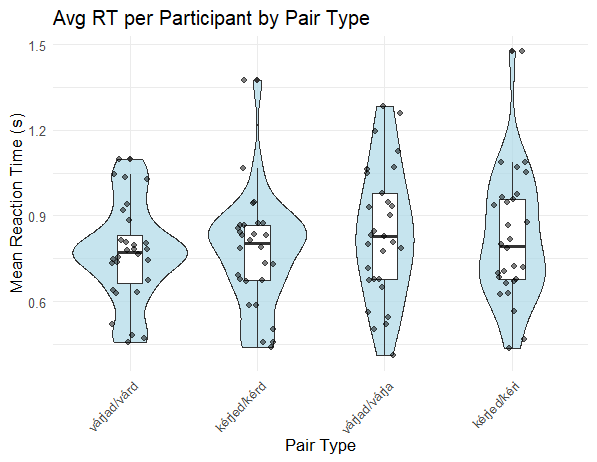 Avg RT per Participant by Pair Type
Mean Reaction Time (s)
1.5
1.2
0.9
0.6
várjad/várd
kérjed/kérd
várjad/várja
kérjed/kéri
Pair Type